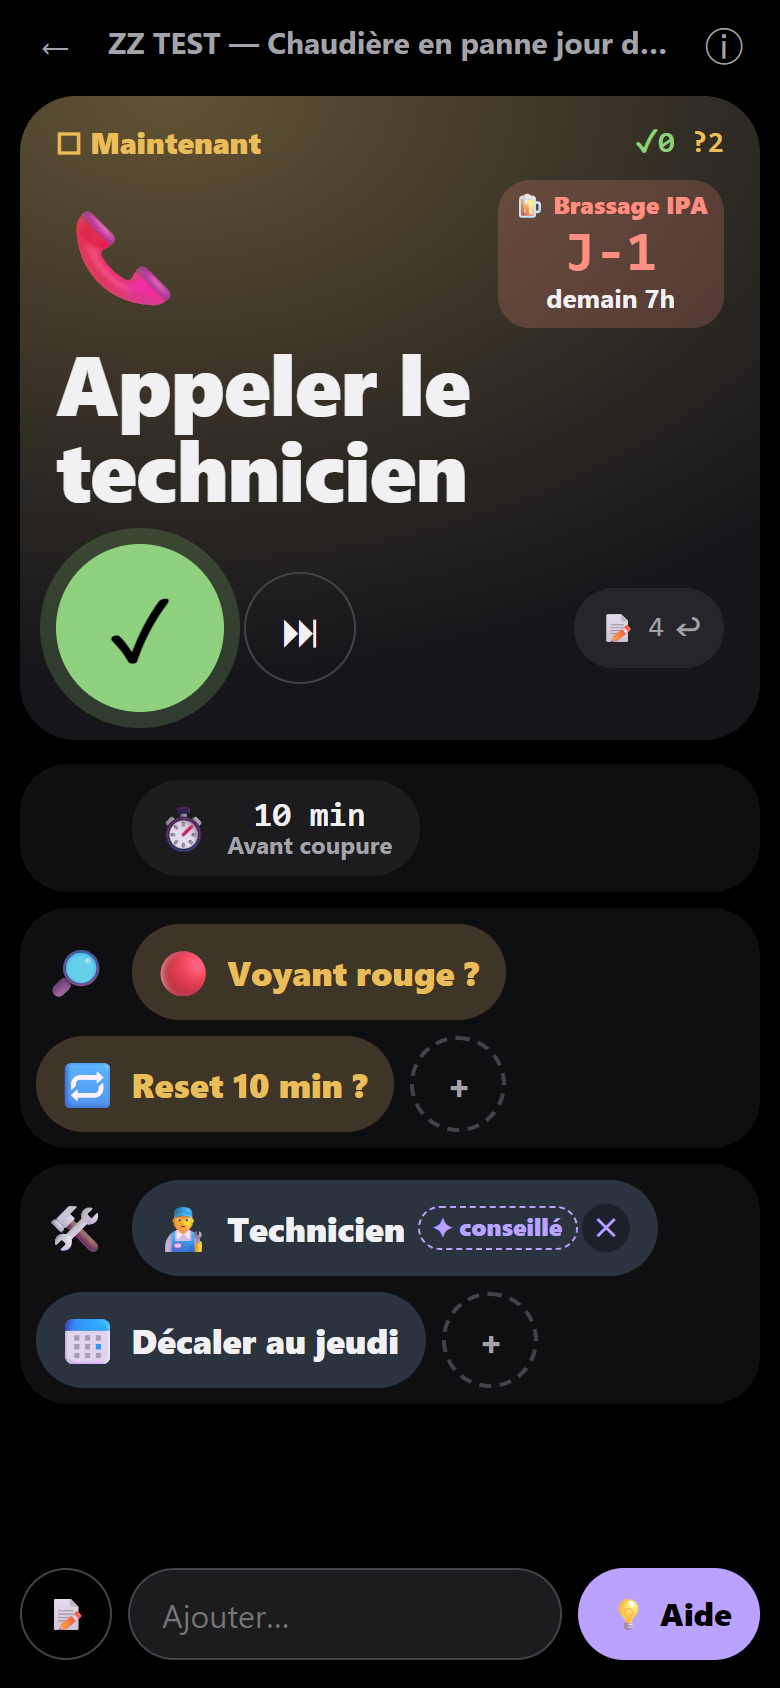 ← ZZ TEST — Chaudière en panne jour d... ⓘ
☐ Maintenant ✓0 ?2
🍺 Brassage IPA
J-1
demain 7h
Appeler le
technicien
4 ↩
10 min
Avant coupure
Voyant rouge ?
Reset 10 min ?
+
Technicien ✦ conseillé ✕
Décaler au jeudi
+
Ajouter...
Aide